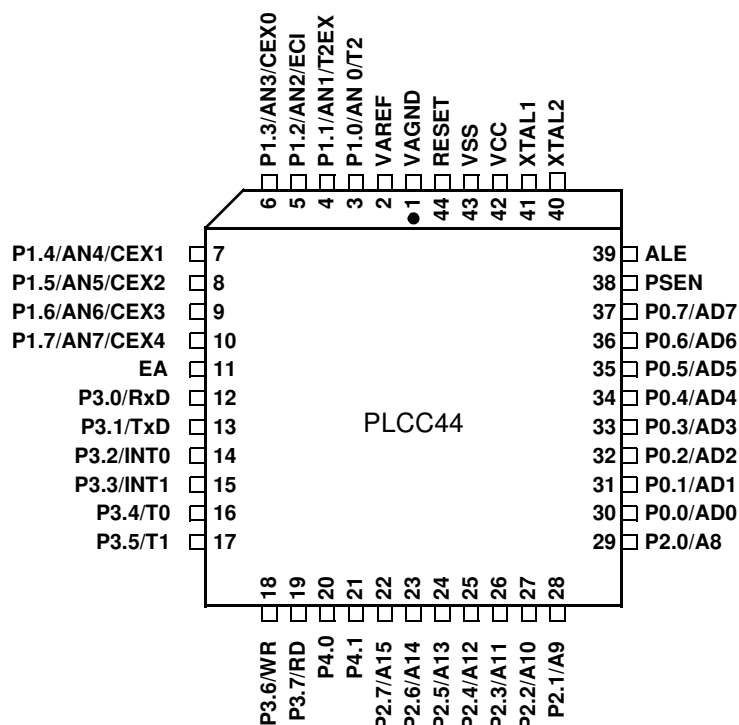 P1.3/AN3/CEX0
P1.2/AN2/ECI
P1.1/AN1/T2EX
P1.0/AN 0/T2
VAREF
VAGND
RESET
VSS
VCC
XTAL1
XTAL2
6
5
4
3
2
1
44
43
42
41
40
P1.4/AN4/CEX1 7
P1.5/AN5/CEX2 8
P1.6/AN6/CEX3 9
P1.7/AN7/CEX4 10
EA 11
P3.0/RxD 12
P3.1/TxD 13
P3.2/INT0 14
P3.3/INT1 15
P3.4/T0 16
P3.5/T1 17
PLCC44
39 ALE
38 PSEN
37 P0.7/AD7
36 P0.6/AD6
35 P0.5/AD5
34 P0.4/AD4
33 P0.3/AD3
32 P0.2/AD2
31 P0.1/AD1
30 P0.0/AD0
29 P2.0/A8
18
19
20
21
22
23
24
25
26
27
28
P3.6/WR
P3.7/RD
P4.0
P4.1
P2.7/A15
P2.6/A14
P2.5/A13
P2.4/A12
P2.3/A11
P2.2/A10
P2.1/A9